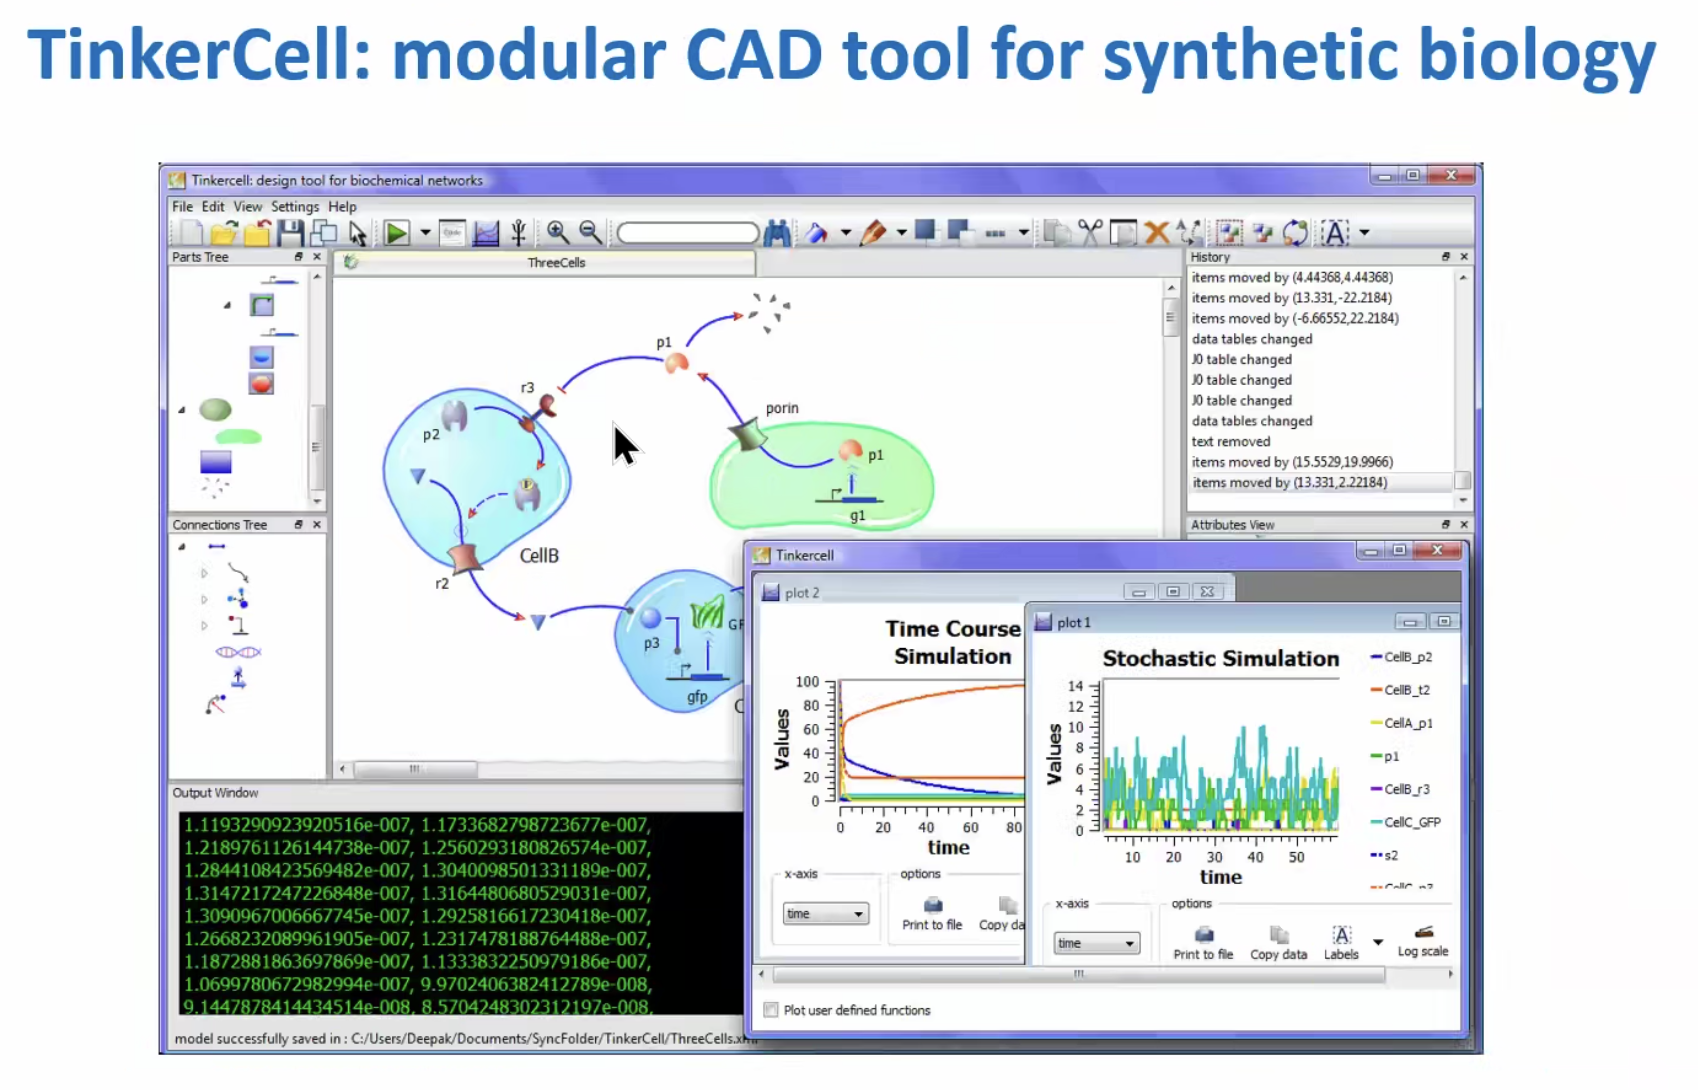 TinkerCell: modular CAD tool for synthetic biology
Tinkercell: design tool for biochemical networks
File Edit View Settings Help
Parts Tree
ThreeCells
History
items moved by (4.44368,4.44368)
items moved by (13.331,-22.2184)
items moved by (-6.66552,22.2184)
data tables changed
J0 table changed
J0 table changed
J0 table changed
data tables changed
text removed
items moved by (15.5529,19.9966)
items moved by (13.331,2.22184)
Attributes View
Connections Tree
p1
r3
porin
p2
p1
P
g1
CellB
r2
p3
gfp
Output Window
1.1193290923920516e-007, 1.1733682798723677e-007,
1.2189761126144738e-007, 1.2560293180826574e-007,
1.2844108423569482e-007, 1.3040098501331189e-007,
1.3147217247226848e-007, 1.3164480680529031e-007,
1.3090967006667745e-007, 1.2925816617230418e-007,
1.2668232089961905e-007, 1.2317478188764488e-007,
1.1872881863697869e-007, 1.1333832250979186e-007,
1.0699780672982994e-007, 9.9702406382412789e-008,
9.1447878414434514e-008, 8.5704248302312197e-008,
model successfully saved in : C:/Users/Deepak/Documents/SyncFolder/TinkerCell/ThreeCells.xml
Tinkercell
plot 2
Time Course
Simulation
Values
100
80
60
40
20
0
0 20 40 60 80
time
x-axis
time
options
Print to file
Copy da
plot 1
Stochastic Simulation
Values
14
12
10
8
6
4
2
0
10 20 30 40 50
time
CellB_p2
CellB_t2
CellA_p1
p1
CellB_r3
CellC_GFP
s2
x-axis
time
options
Print to file
Copy data
A
Labels
Log scale
Plot user defined functions